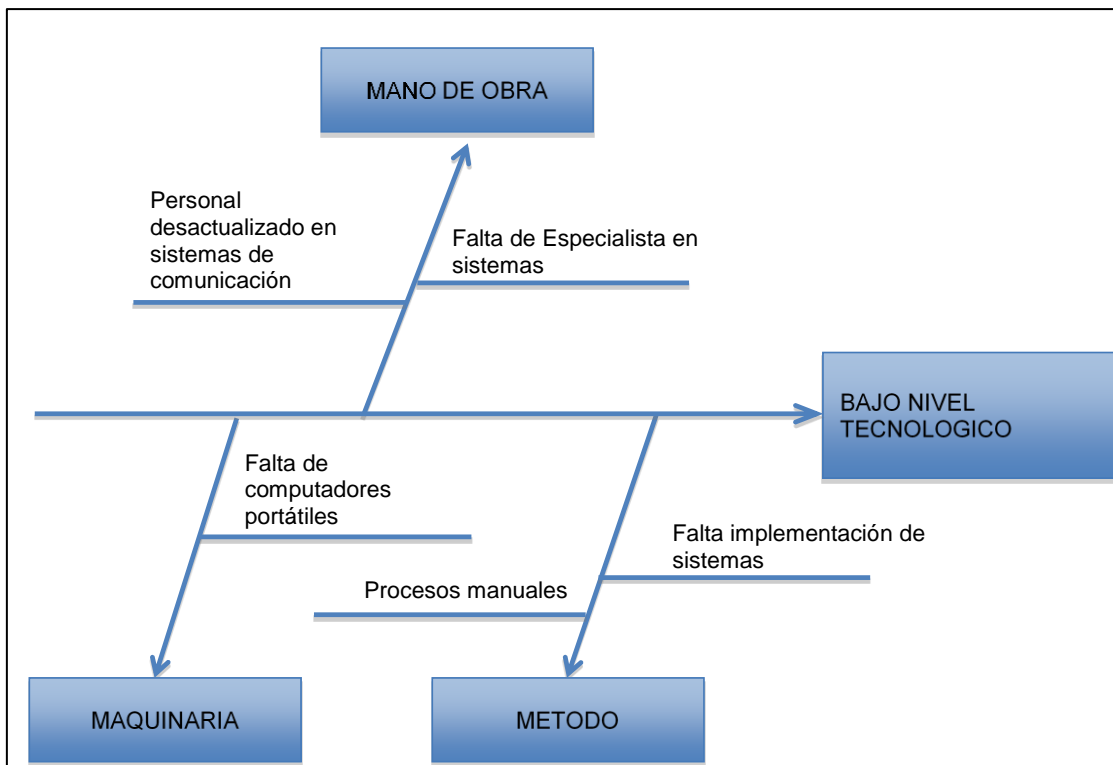 MANO DE OBRA
Personal
desactualizado en
sistemas de
comunicación
Falta de Especialista en
sistemas
BAJO NIVEL
TECNOLOGICO
Falta de
computadores
portátiles
Falta implementación de
sistemas
Procesos manuales
MAQUINARIA
METODO